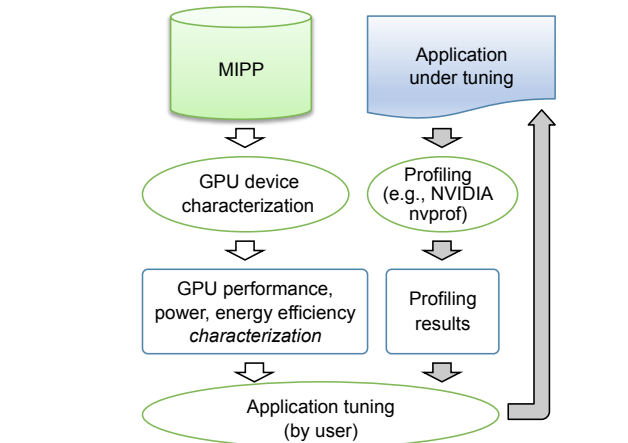 MIPP
Application
under tuning
GPU device
characterization
Profiling
(e.g., NVIDIA
nvprof)
GPU performance,
power, energy efficiency
characterization
Profiling
results
Application tuning
(by user)